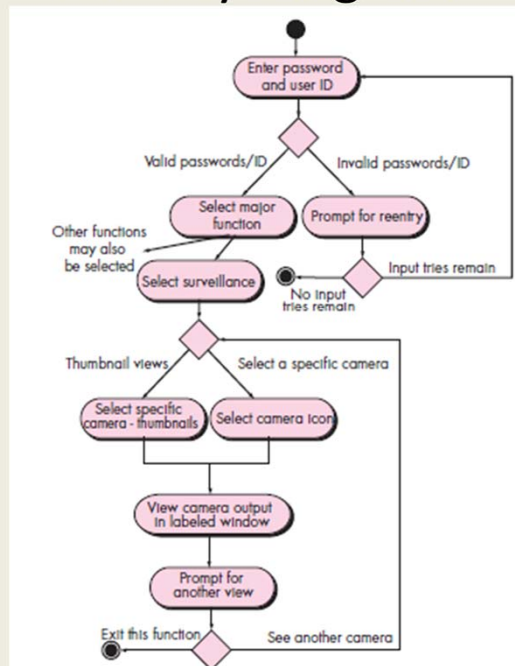 Enter password
and user ID
Valid passwords/ID
Invalid passwords/ID
Select major
function
Prompt for reentry
Other functions
may also
be selected
Input tries remain
No input
tries remain
Select surveillance
Thumbnail views
Select a specific camera
Select specific
camera - thumbnails
Select camera icon
View camera output
in labeled window
Prompt for
another view
Exit this function
See another camera